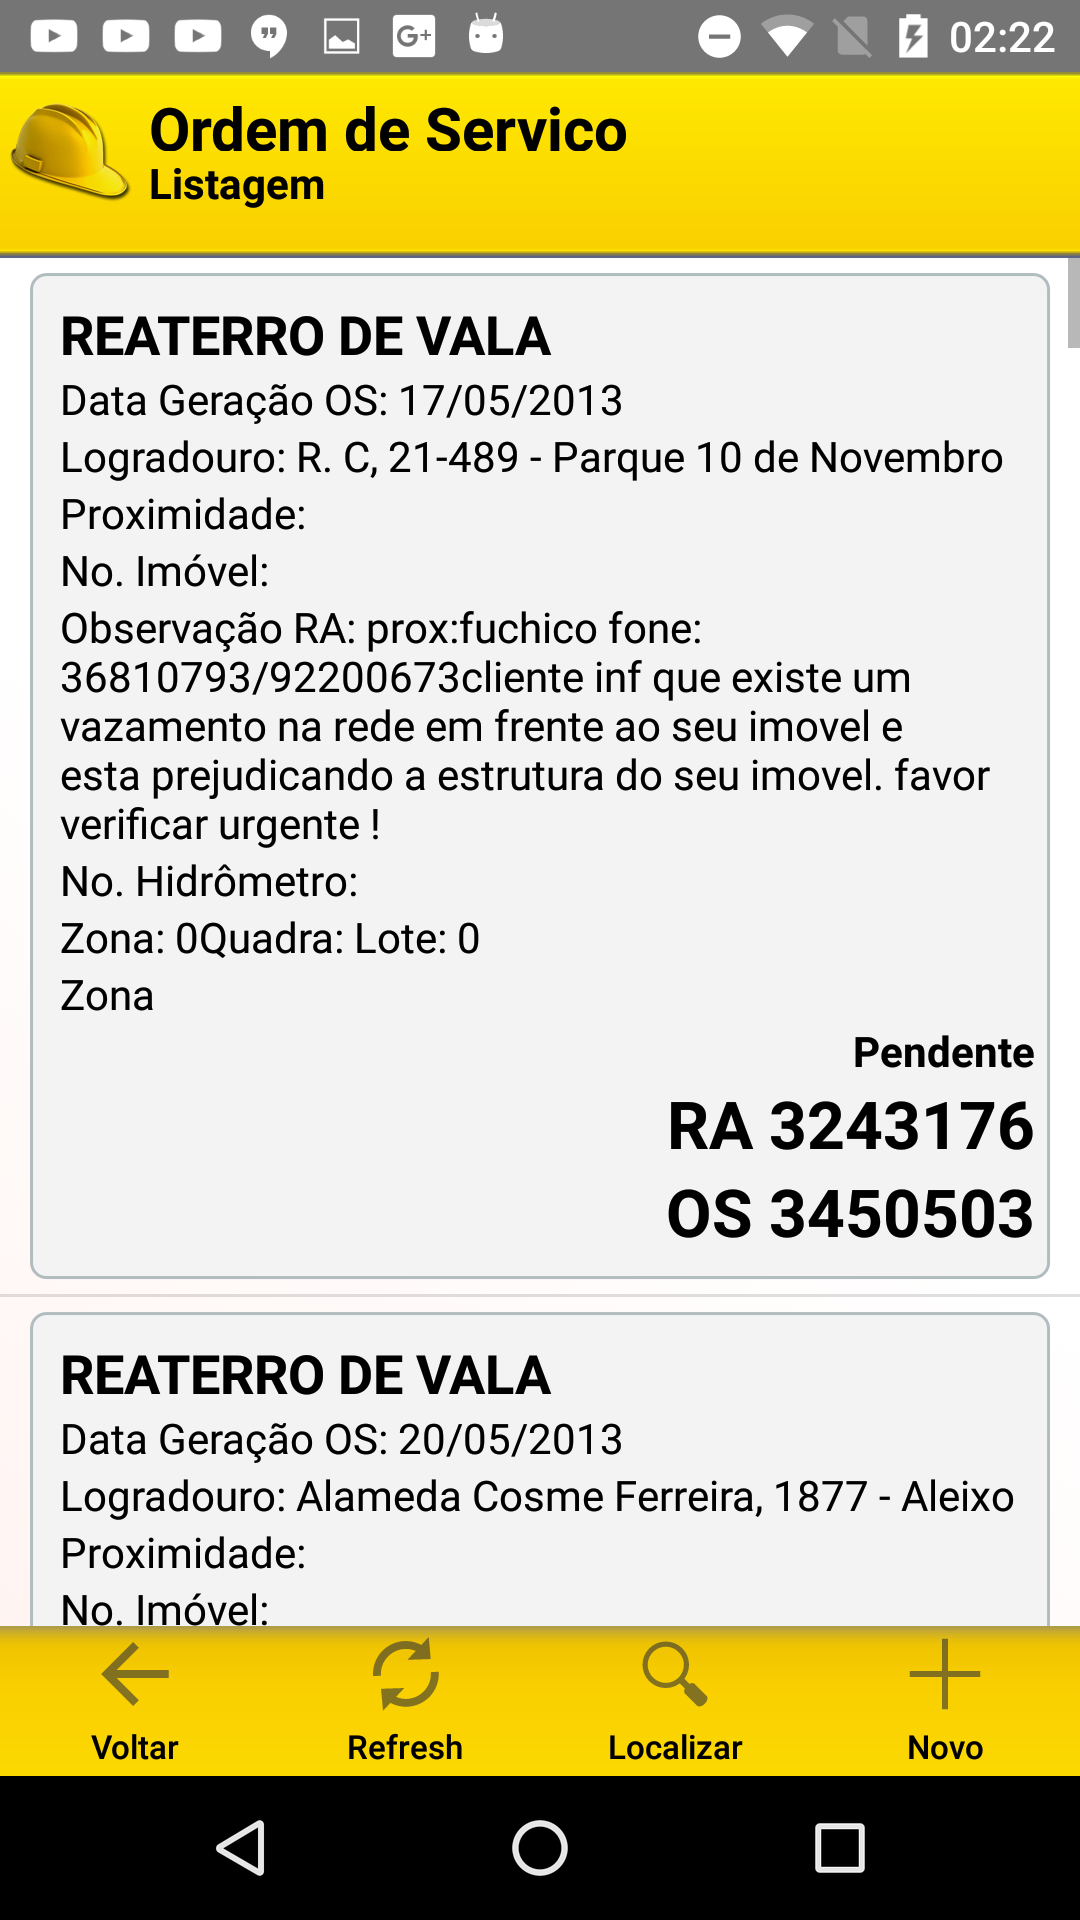 02:22
Ordem de Servico
Listagem
REATERRO DE VALA
Data Geração OS: 17/05/2013
Logradouro: R. C, 21-489 - Parque 10 de Novembro
Proximidade:
No. Imóvel:
Observação RA: prox:fuchico fone:
36810793/92200673cliente inf que existe um
vazamento na rede em frente ao seu imovel e
esta prejudicando a estrutura do seu imovel. favor
verificar urgente !
No. Hidrômetro:
Zona: 0Quadra: Lote: 0
Zona
Pendente
RA 3243176
OS 3450503
REATERRO DE VALA
Data Geração OS: 20/05/2013
Logradouro: Alameda Cosme Ferreira, 1877 - Aleixo
Proximidade:
No. Imóvel:
Voltar Refresh Localizar Novo